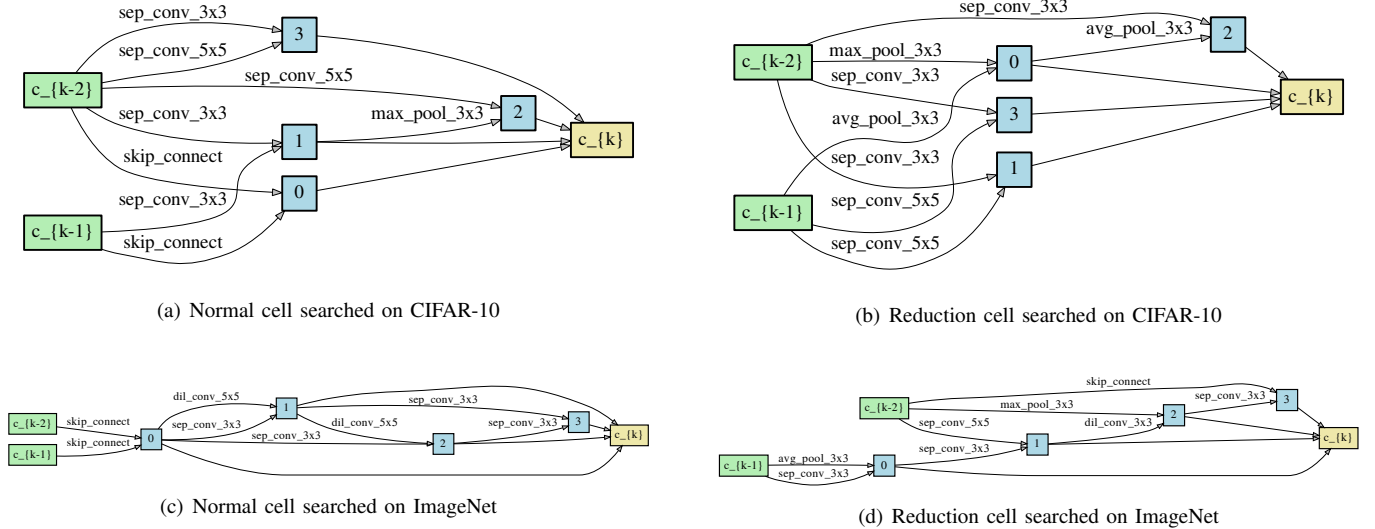 sep_conv_3x3
3
sep_conv_5x5
sep_conv_5x5
c_{k-2}
2
sep_conv_3x3
max_pool_3x3
1
c_{k}
skip_connect
0
sep_conv_3x3
c_{k-1}
skip_connect
(a) Normal cell searched on CIFAR-10
sep_conv_3x3
avg_pool_3x3
2
max_pool_3x3
c_{k-2}
0
sep_conv_3x3
c_{k}
avg_pool_3x3
3
sep_conv_3x3
1
sep_conv_5x5
c_{k-1}
sep_conv_5x5
(b) Reduction cell searched on CIFAR-10
dil_conv_5x5
1
sep_conv_3x3
c_{k-2}
skip_connect
sep_conv_3x3
dil_conv_5x5
sep_conv_3x3
3
c_{k}
skip_connect
0
sep_conv_3x3
2
c_{k-1}
(c) Normal cell searched on ImageNet
skip_connect
sep_conv_3x3
3
c_{k-2}
max_pool_3x3
2
sep_conv_5x5
dil_conv_3x3
c_{k}
1
sep_conv_3x3
avg_pool_3x3
c_{k-1}
0
sep_conv_3x3
(d) Reduction cell searched on ImageNet